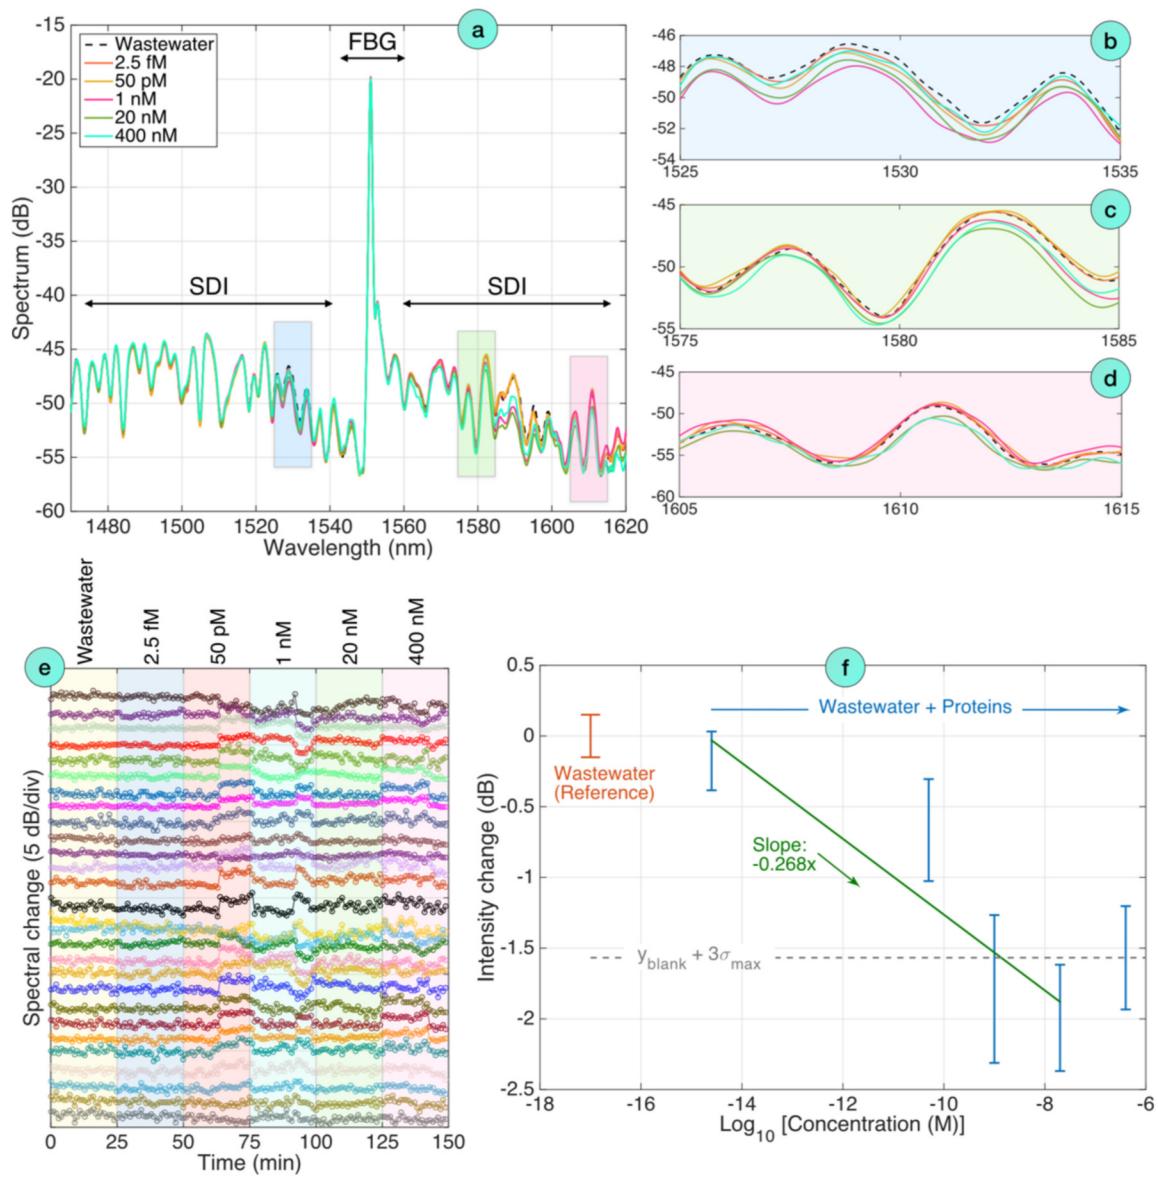 a
-15
-20
-25
-30
-35
-40
-45
-50
-55
-60
Spectrum (dB)
Wastewater
2.5 fM
50 pM
1 nM
20 nM
400 nM
FBG
SDI
SDI
1480 1500 1520 1540 1560 1580 1600 1620
Wavelength (nm)
b
-46
-48
-50
-52
-54
1525 1530 1535
c
-45
-50
-55
1575 1580 1585
d
-45
-50
-55
-60
1605 1610 1615
e
Wastewater
2.5 fM
50 pM
1 nM
20 nM
400 nM
Spectral change (5 dB/div)
0 25 50 75 100 125 150
Time (min)
f
0.5
0
-0.5
-1
-1.5
-2
-2.5
Intensity change (dB)
Wastewater + Proteins
Wastewater
(Reference)
Slope:
-0.268x
yblank + 3σmax
-18 -16 -14 -12 -10 -8 -6
Log10 [Concentration (M)]